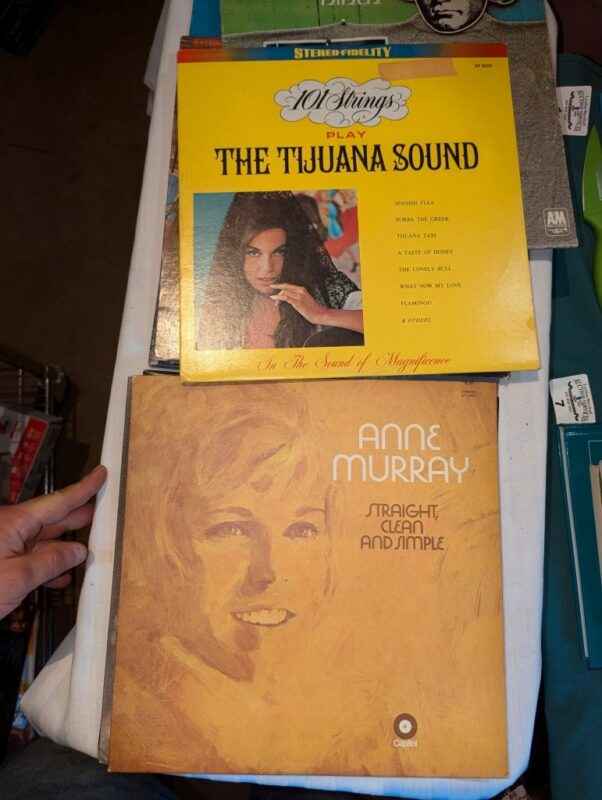 STEREO-FIDELITY
101 Strings
PLAY
THE TIJUANA SOUND
SPANISH FLEA
ZORBA THE GREEK
TIJUANA TAXI
A TASTE OF HONEY
THE LONELY BULL
WHAT NOW MY LOVE
FLAMINGO
& OTHERS
In The Sound of Magnificence
A&M
7
ANNE
MURRAY
STRAIGHT,
CLEAN
AND SIMPLE
Capitol